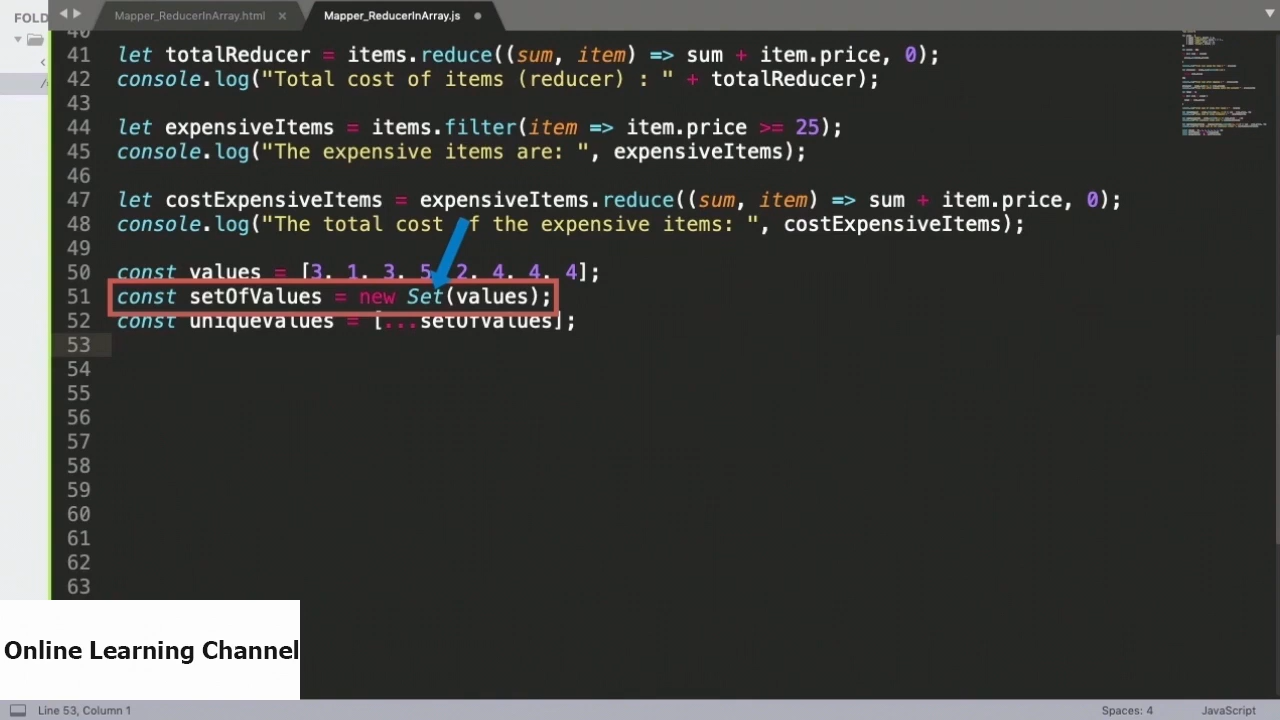 FOLD
Mapper_ReducerInArray.html
Mapper_ReducerInArray.js
40
41 let totalReducer = items.reduce((sum, item) => sum + item.price, 0);
42 console.log("Total cost of items (reducer) : " + totalReducer);
43
44 let expensiveItems = items.filter(item => item.price >= 25);
45 console.log("The expensive items are: ", expensiveItems);
46
47 let costExpensiveItems = expensiveItems.reduce((sum, item) => sum + item.price, 0);
48 console.log("The total cost of the expensive items: ", costExpensiveItems);
49
50 const values = [3, 1, 3, 5, 2, 4, 4, 4];
51 const setOfValues = new Set(values);
52 const uniqueValues = [...setOfValues];
53
54
55
56
57
58
59
60
61
62
63
Online Learning Channel
Line 53, Column 1
Spaces: 4
JavaScript